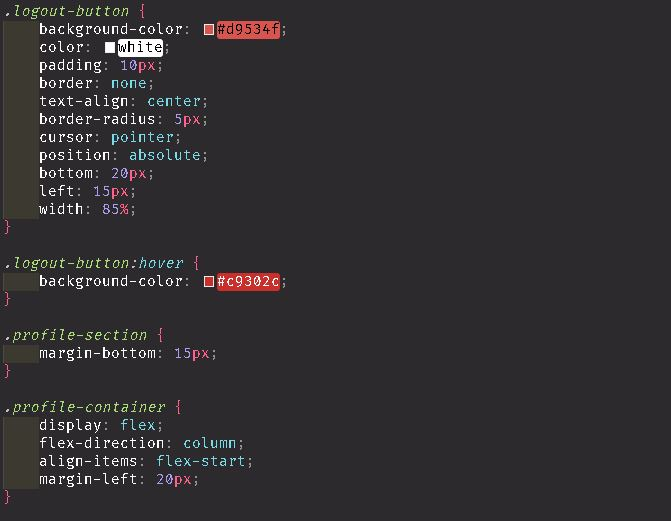 .logout-button {
    background-color: #d9534f;
    color: white;
    padding: 10px;
    border: none;
    text-align: center;
    border-radius: 5px;
    cursor: pointer;
    position: absolute;
    bottom: 20px;
    left: 15px;
    width: 85%;
}

.logout-button:hover {
    background-color: #c9302c;
}

.profile-section {
    margin-bottom: 15px;
}

.profile-container {
    display: flex;
    flex-direction: column;
    align-items: flex-start;
    margin-left: 20px;
}